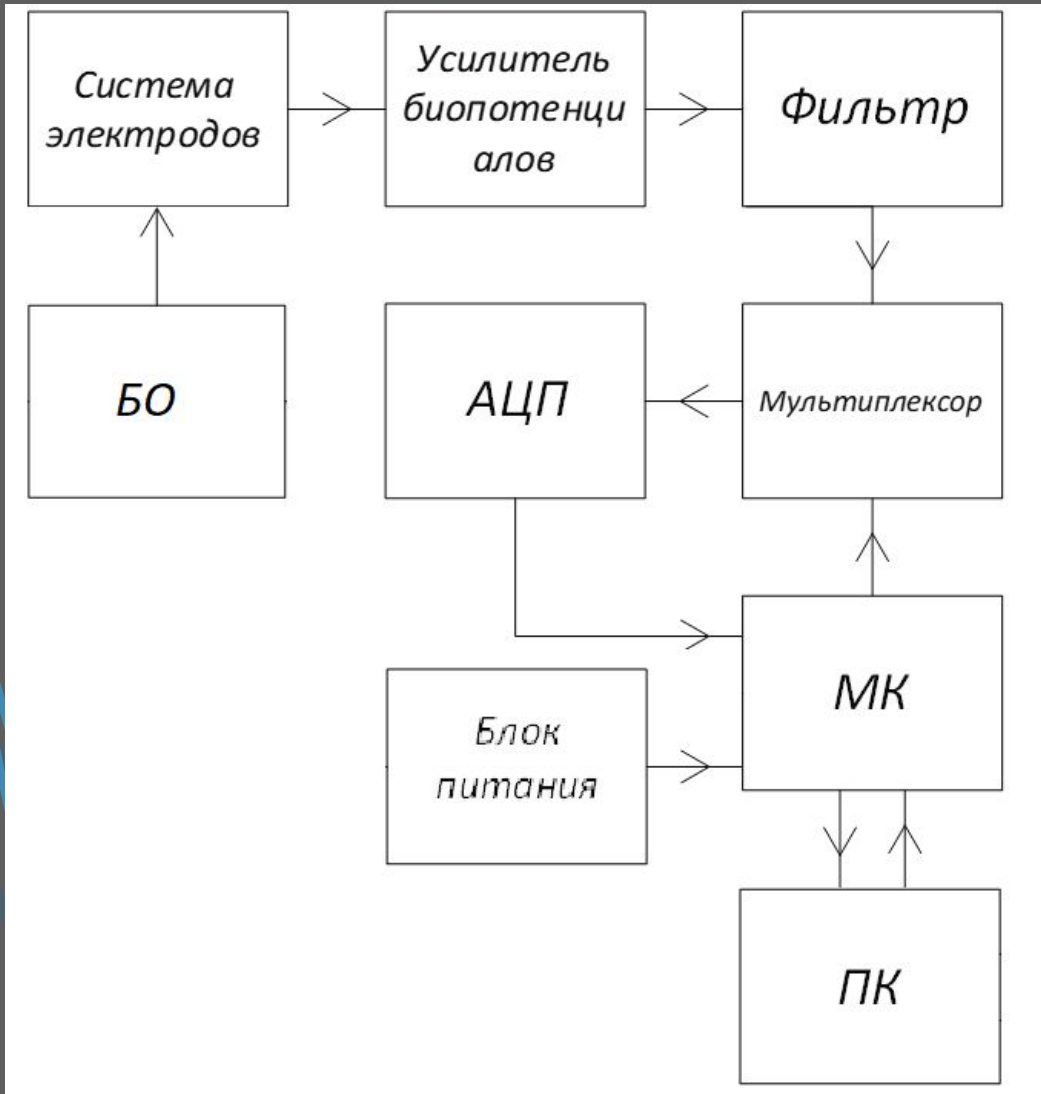 Система
электродов
Усилитель
биопотенци
алов
Фильтр
БО
АЦП
Мультиплексор
МК
Блок
питания
ПК